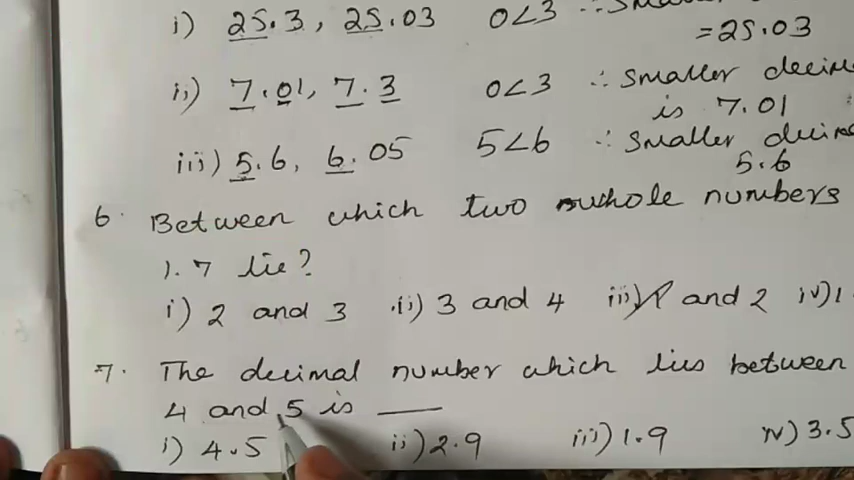 i) 25.3, 25.03 0<3 ∴ Smaller
=25.03
ii) 7.01, 7.3 0<3 ∴ Smaller decim
is 7.01
iii) 5.6, 6.05 5<6 ∴ Smaller decima
5.6
6. Between which two whole numbers
1.7 lie?
i) 2 and 3 ii) 3 and 4 iii) 1 and 2 iv) 1
7. The decimal number which lies between
4 and 5 is ____
i) 4.5 ii) 2.9 iii) 1.9 iv) 3.5